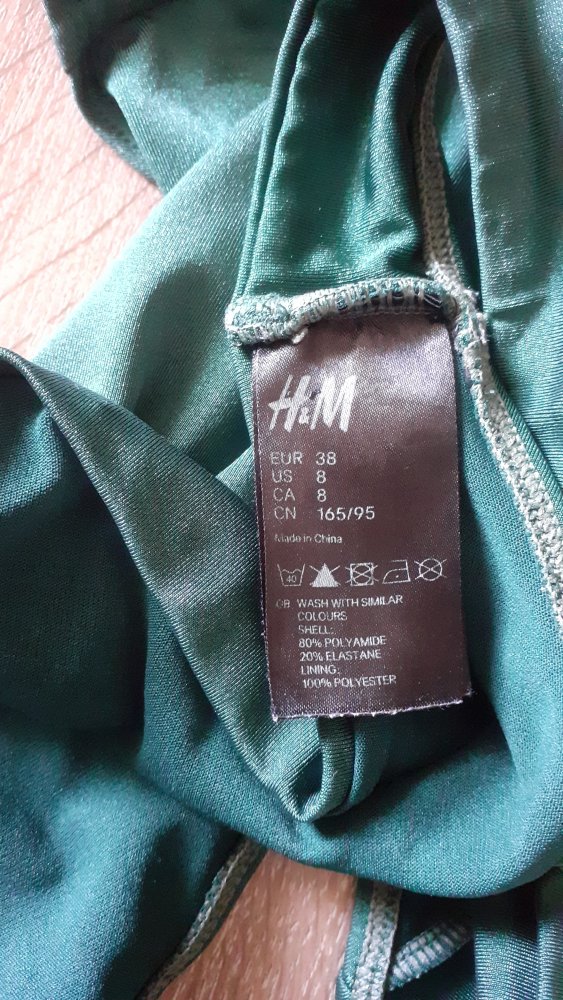 H&M
EUR 38
US 8
CA 8
CN 165/95
Made in China
40
GB WASH WITH SIMILAR
COLOURS
SHELL:
80% POLYAMIDE
20% ELASTANE
LINING:
100% POLYESTER